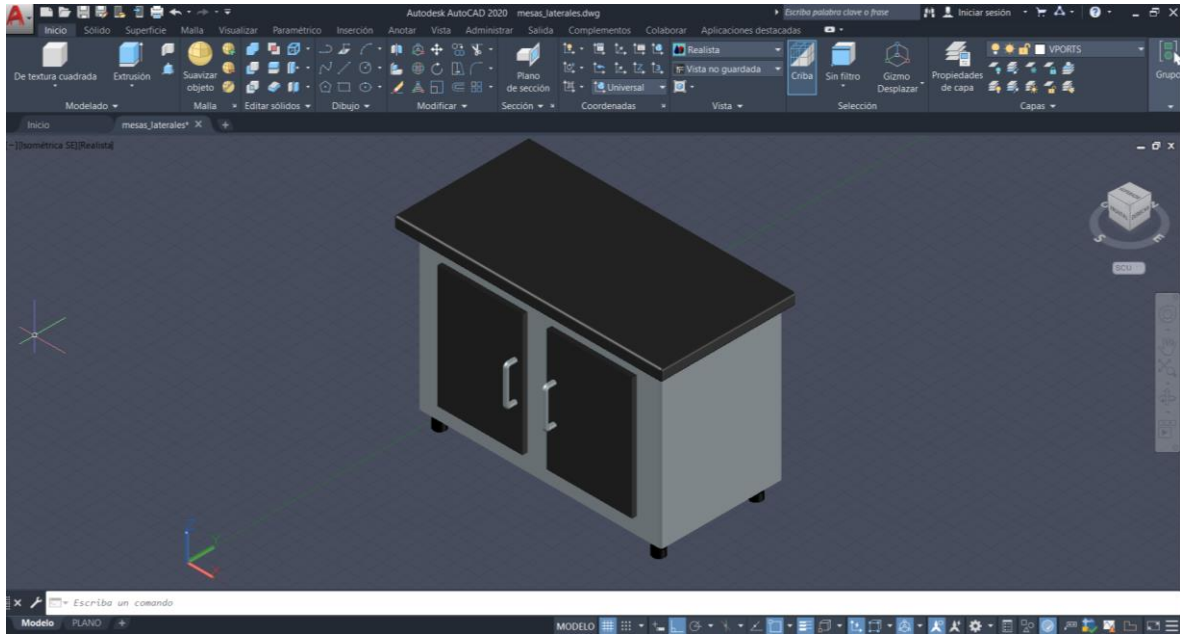 Autodesk AutoCAD 2020 mesas_laterales.dwg
Escriba palabra clave o frase
Iniciar sesión
Inicio Sólido Superficie Malla Visualizar Paramétrico Inserción Anotar Vista Administrar Salida Complementos Colaborar Aplicaciones destacadas
De textura cuadrada
Extrusión
Suavizar objeto
Plano de sección
Universal
Realista
Vista no guardada
Criba
Sin filtro
Gizmo Desplazar
Propiedades de capa
VPORTS
Grupo
Modelado Malla Editar sólidos Dibujo Modificar Sección Coordenadas Vista Selección Capas
Inicio mesas_laterales* +
[–][Isométrica SE][Realista]
S E
SCU
Escriba un comando
Modelo PLANO +
MODELO